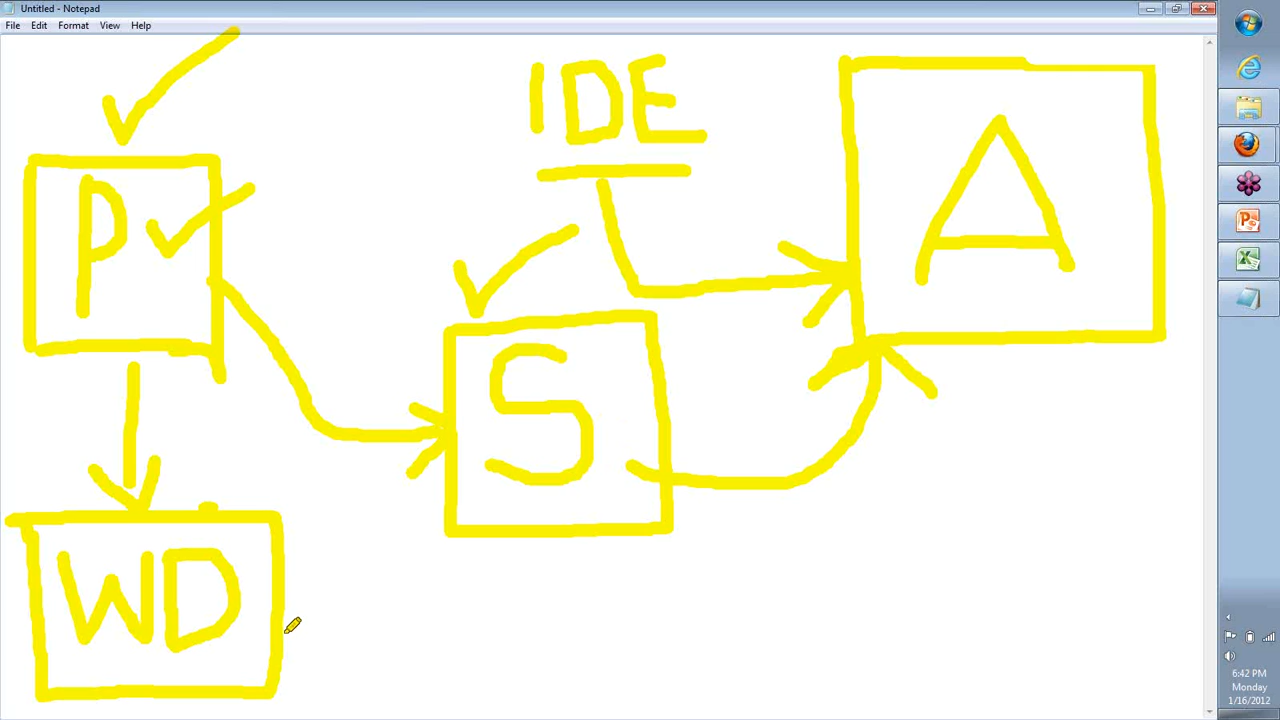 Untitled - Notepad
File Edit Format View Help
IDE
A
P
S
WD
6:42 PM
Monday
1/16/2012